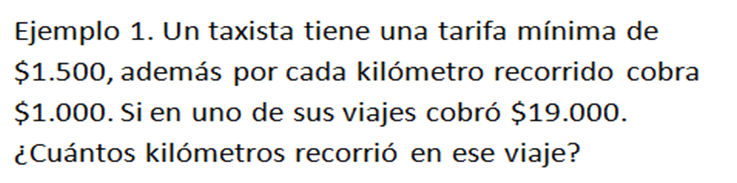 Ejemplo 1. Un taxista tiene una tarifa mínima de
$1.500, además por cada kilómetro recorrido cobra
$1.000. Si en uno de sus viajes cobró $19.000.
¿Cuántos kilómetros recorrió en ese viaje?